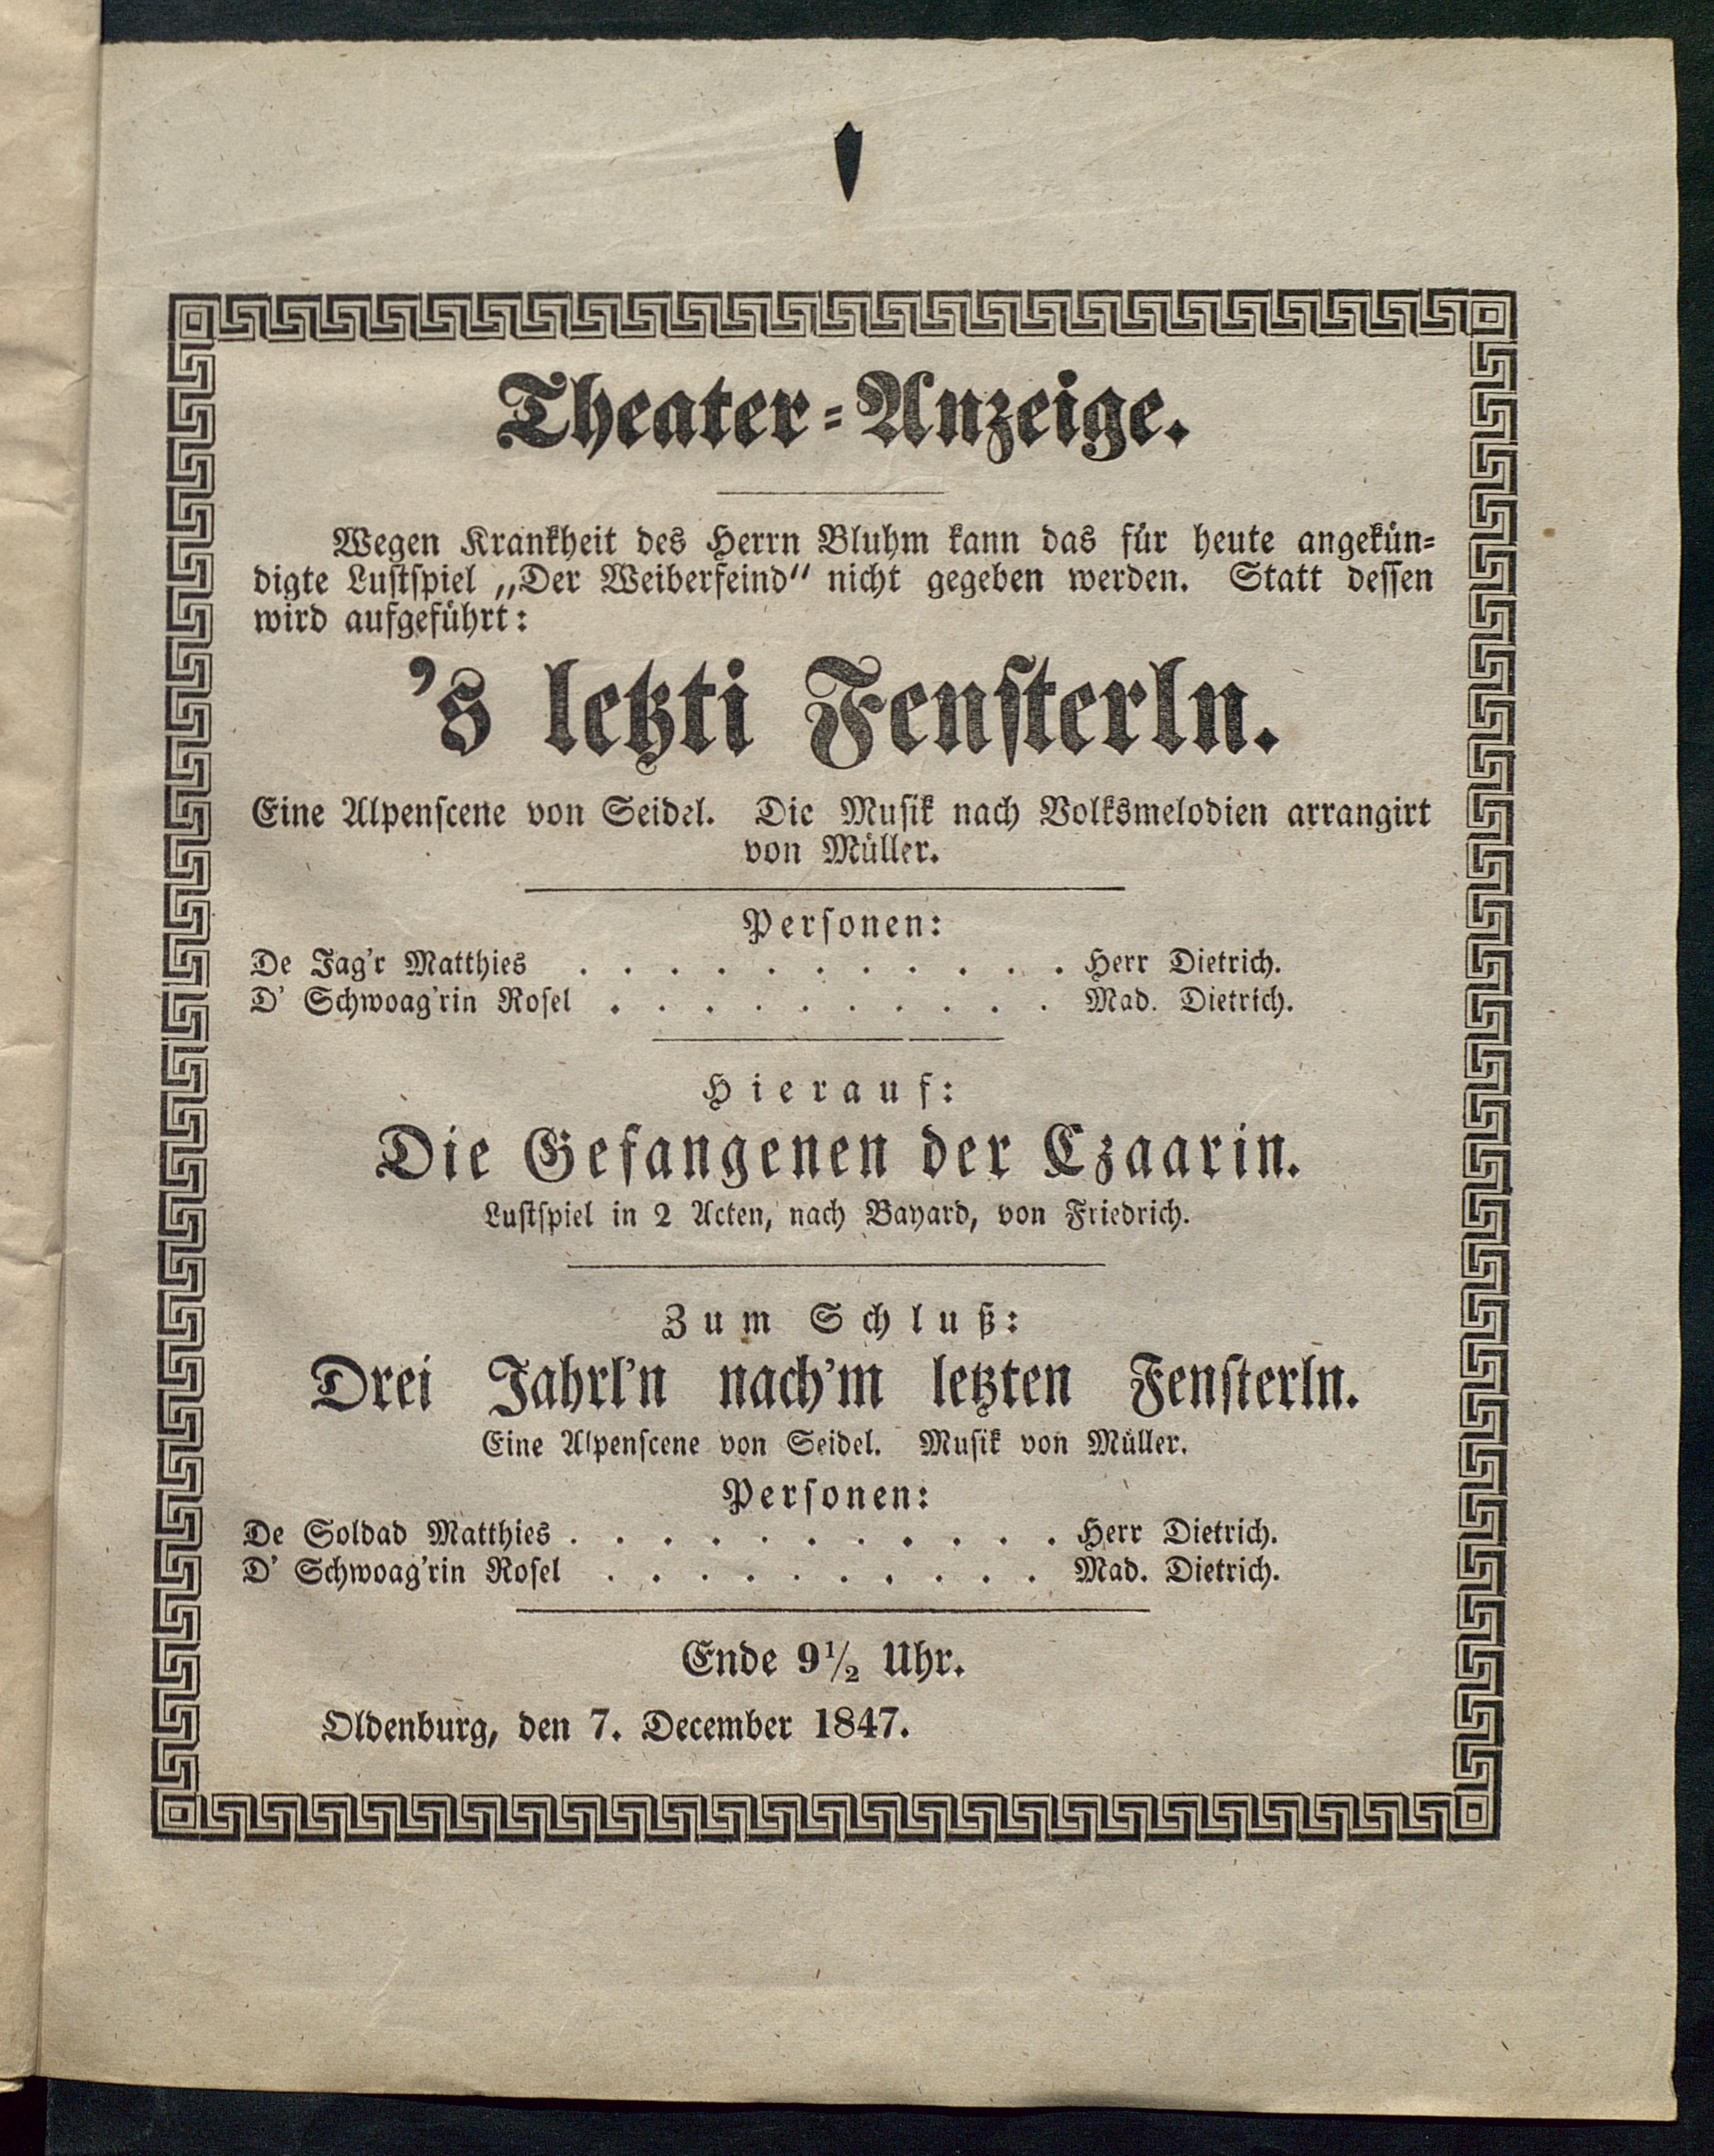 Theater-Anzeige.
Wegen Krankheit des Herrn Bluhm kann das für heute angekün-
digte Lustspiel „Der Weiberfeind“ nicht gegeben werden. Statt dessen
wird aufgeführt:
's letzti Fensterln.
Eine Alpenscene von Seidel. Die Musik nach Volksmelodien arrangirt
von Müller.
Personen:
De Jag'r Matthies . . . . . . . . . . . Herr Dietrich.
D' Schwoag'rin Rosel . . . . . . . . . . Mad. Dietrich.
Hierauf:
Die Gefangenen der Czaarin.
Lustspiel in 2 Acten, nach Bayard, von Friedrich.
Zum Schluß:
Drei Jahrl'n nach'm letzten Fensterln.
Eine Alpenscene von Seidel. Musik von Müller.
Personen:
De Soldad Matthies . . . . . . . . . . . Herr Dietrich.
D' Schwoag'rin Rosel . . . . . . . . . . Mad. Dietrich.
Ende 9½ Uhr.
Oldenburg, den 7. December 1847.